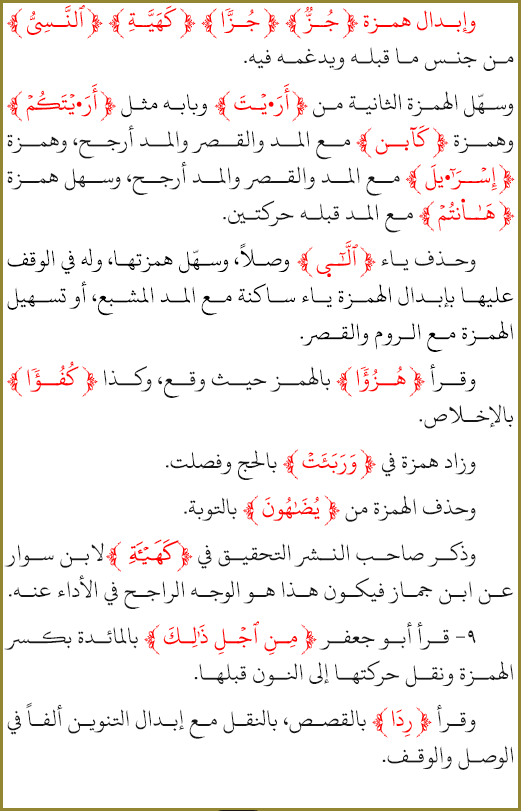 وإبدال همزة ﴿جُزٌّ﴾ ﴿جُزًّا﴾ ﴿كَهَيَّةِ﴾ ﴿ٱلنَّسِىُّ﴾
من جنس ما قبله ويدغمه فيه.
وسهّل الهمزة الثانية من ﴿أَرَ•يْتَ﴾ وبابه مثل ﴿أَرَ•يْتَكُمْ﴾
وهمزة ﴿كَآىِٕن﴾ مع المد والقصر والمد أرجح، وهمزة
﴿إِسْرَٰٓ•يلَ﴾ مع المد والقصر والمد أرجح، وسهل همزة
﴿هَٰٓانتُمْ﴾ مع المد قبله حركتين.
وحذف ياء ﴿ٱلَّٰٓـِٔى﴾ وصلاً، وسهّل همزتها، وله في الوقف
عليها بإبدال الهمزة ياء ساكنة مع المد المشبع، أو تسهيل
الهمزة مع الروم والقصر.
وقرأ ﴿هُزُؤًا﴾ بالهمز حيث وقع، وكذا ﴿كُفُؤًا﴾
بالإخلاص.
وزاد همزة في ﴿وَرَبَئَتْ﴾ بالحج وفصلت.
وحذف الهمزة من ﴿يُضَٰهُونَ﴾ بالتوبة.
وذكر صاحب النشر التحقيق في ﴿كَهَيْـَٔةِ﴾ لابن سوار
عن ابن جماز فيكون هذا هو الوجه الراجح في الأداء عنه.
٩- قرأ أبو جعفر ﴿مِنِ ٱجْلِ ذَٰلِكَ﴾ بالمائدة بكسر
الهمزة ونقل حركتها إلى النون قبلها.
وقرأ ﴿رِدَا﴾ بالقصص، بالنقل مع إبدال التنوين ألفاً في
الوصل والوقف.